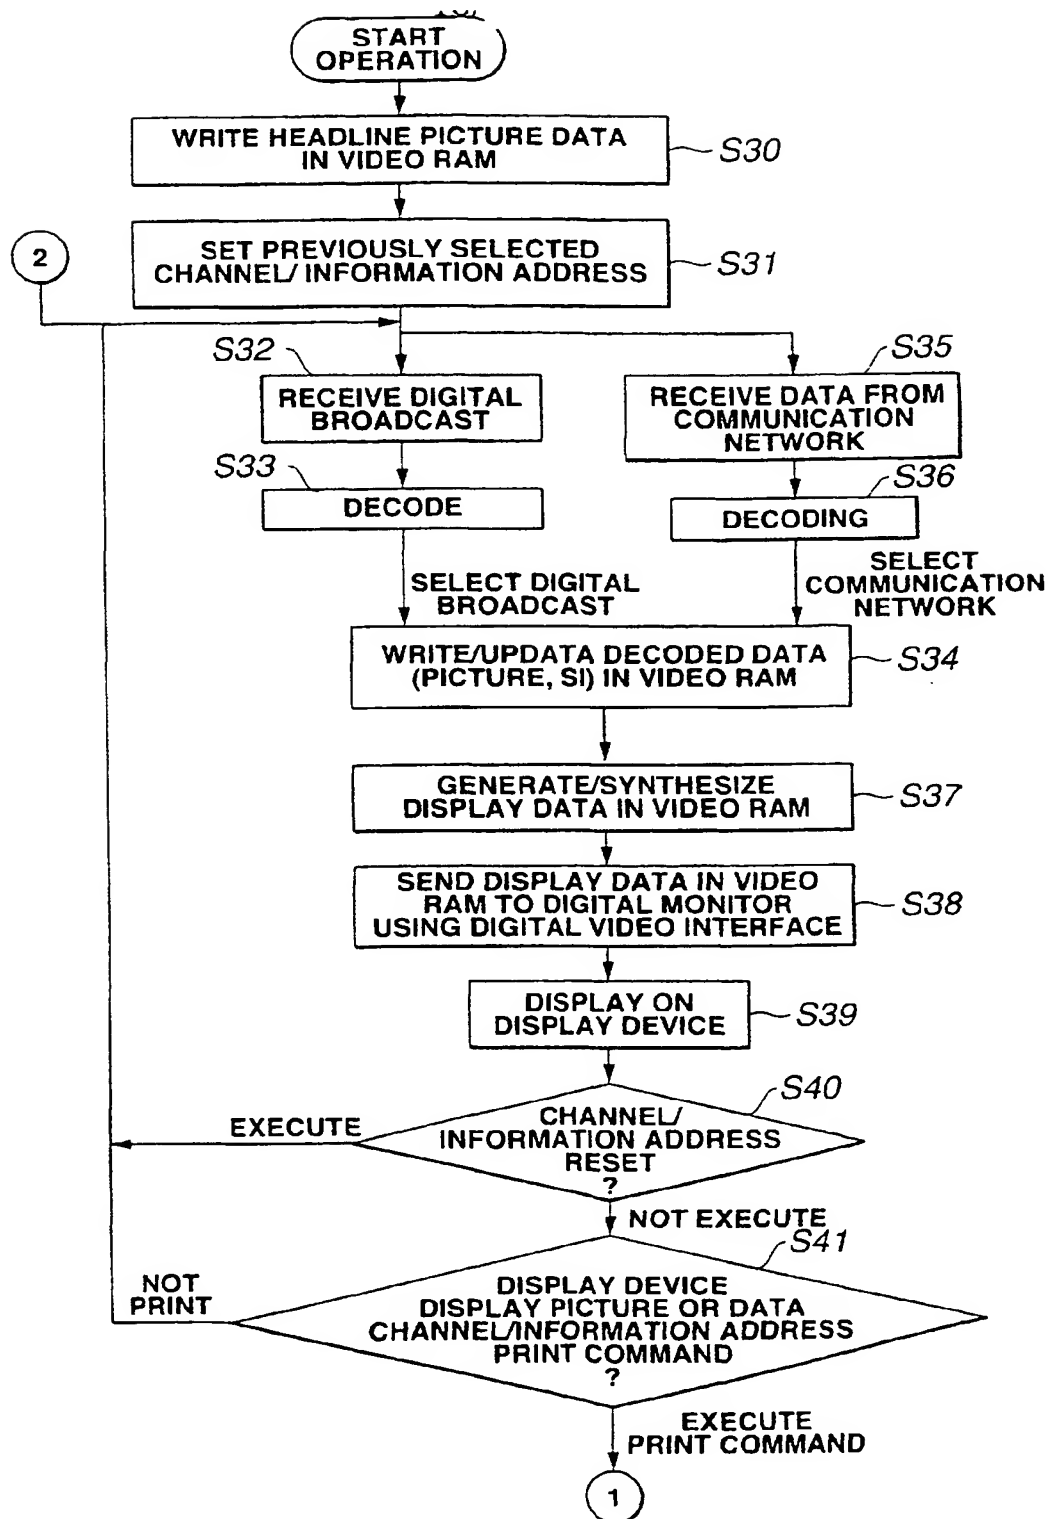 START
OPERATION
WRITE HEADLINE PICTURE DATA
IN VIDEO RAM
S30
SET PREVIOUSLY SELECTED
CHANNEL/ INFORMATION ADDRESS
S31
2
S32
RECEIVE DIGITAL
BROADCAST
S35
RECEIVE DATA FROM
COMMUNICATION
NETWORK
S33
DECODE
S36
DECODING
SELECT DIGITAL
BROADCAST
SELECT
COMMUNICATION
NETWORK
WRITE/UPDATA DECODED DATA
(PICTURE, SI) IN VIDEO RAM
S34
GENERATE/SYNTHESIZE
DISPLAY DATA IN VIDEO RAM
S37
SEND DISPLAY DATA IN VIDEO
RAM TO DIGITAL MONITOR
USING DIGITAL VIDEO INTERFACE
S38
DISPLAY ON
DISPLAY DEVICE
S39
S40
CHANNEL/
INFORMATION ADDRESS
RESET
?
EXECUTE
NOT EXECUTE
S41
DISPLAY DEVICE
DISPLAY PICTURE OR DATA
CHANNEL/INFORMATION ADDRESS
PRINT COMMAND
?
NOT
PRINT
EXECUTE
PRINT COMMAND
1